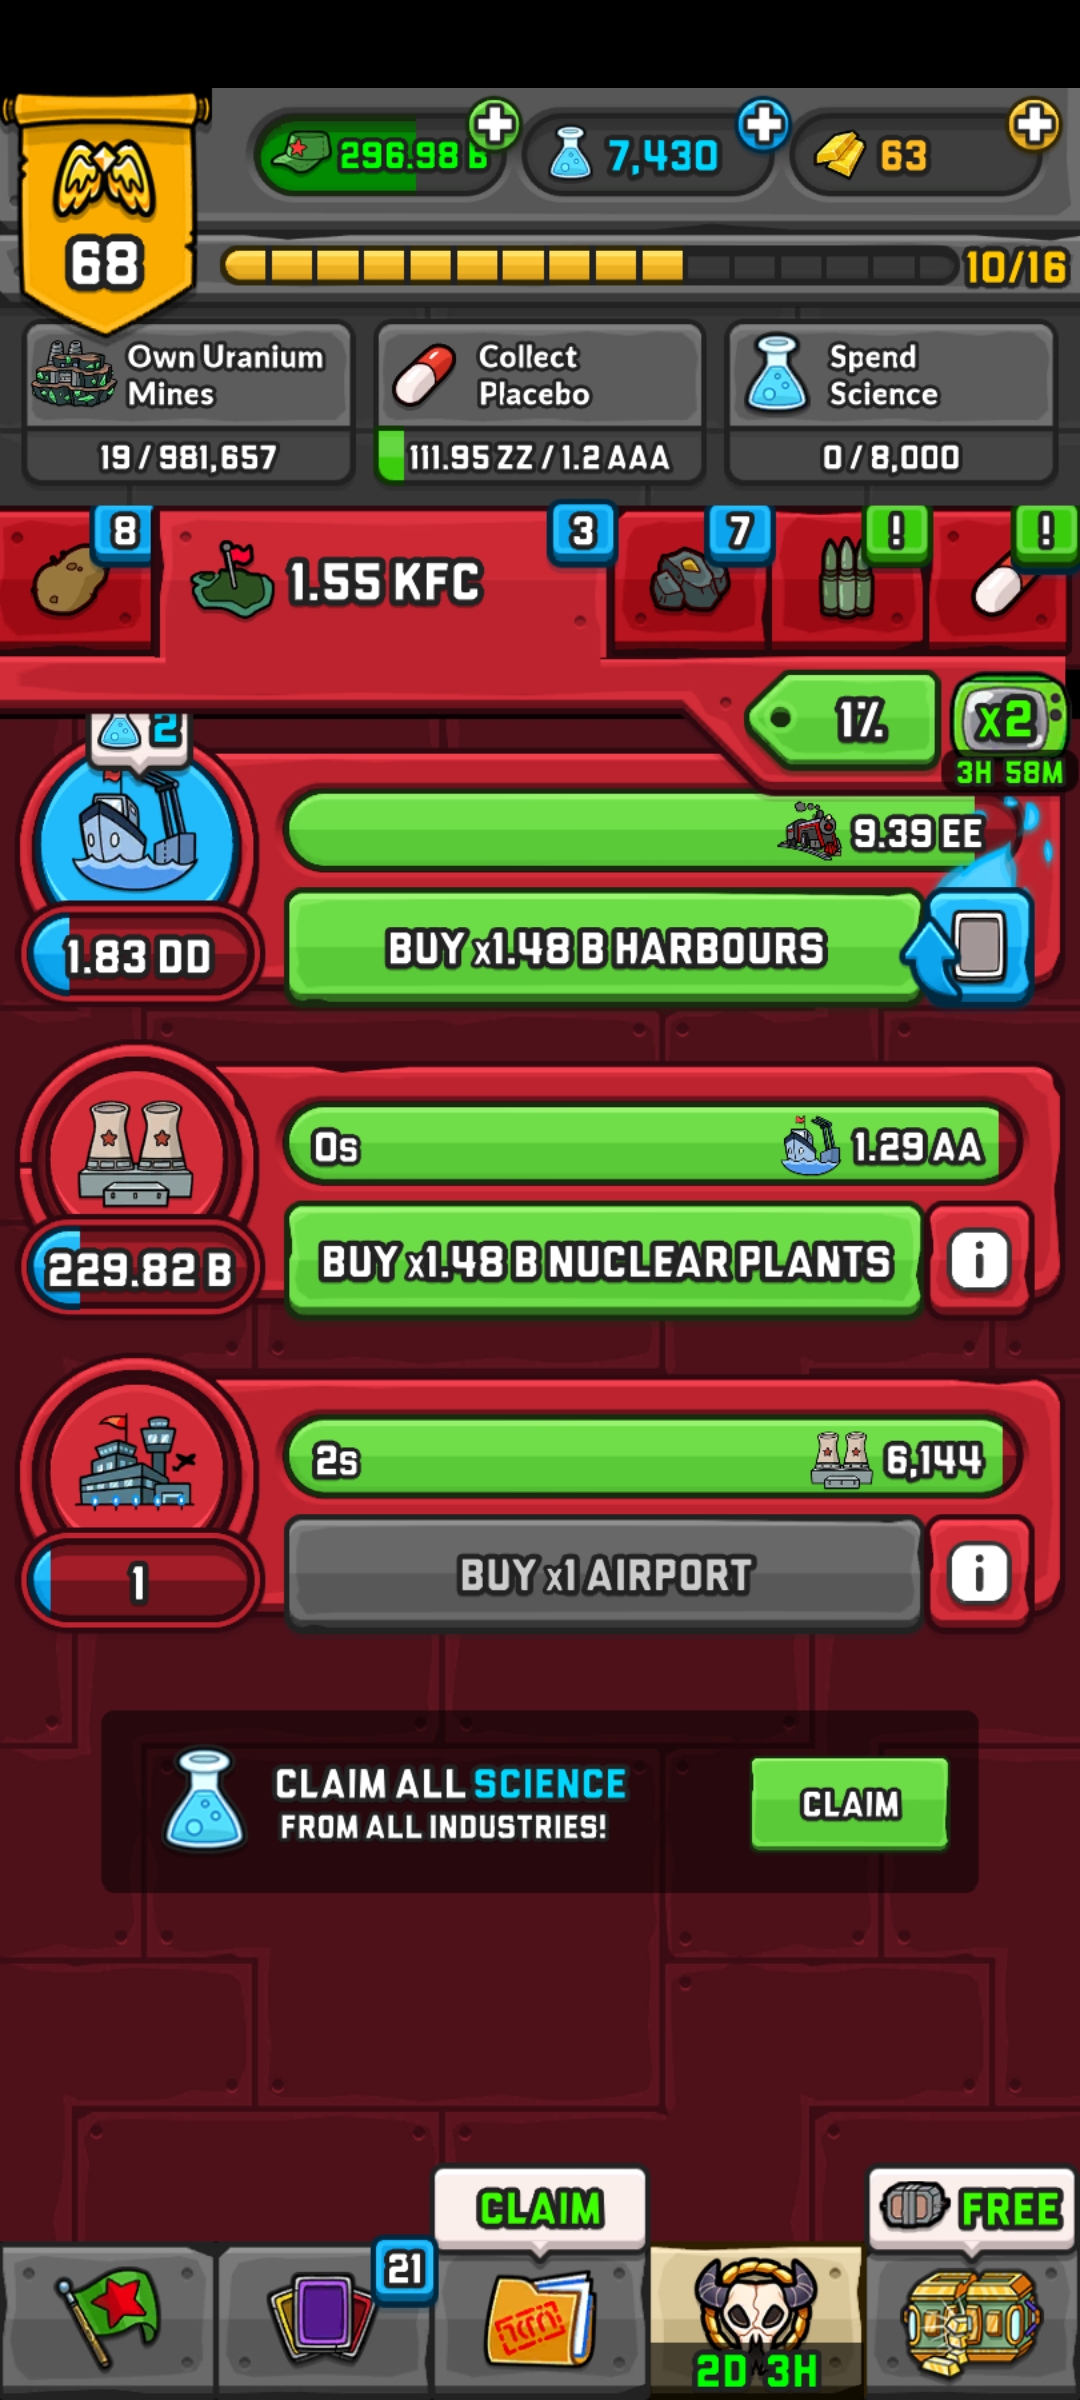 296.98 B
7,430
63
68
10/16
Own Uranium
Mines
19 / 981,657
Collect
Placebo
111.95 ZZ / 1.2 AAA
Spend
Science
0 / 8,000
8
1.55 KFC
3
7
!
!
1%
x2
3H 58M
2
9.39 EE
1.83 DD
BUY x1.48 B HARBOURS
0s
1.29 AA
229.82 B
BUY x1.48 B NUCLEAR PLANTS
i
2s
6,144
1
BUY x1 AIRPORT
i
CLAIM ALL SCIENCE
FROM ALL INDUSTRIES!
CLAIM
CLAIM
FREE
21
2D 3H